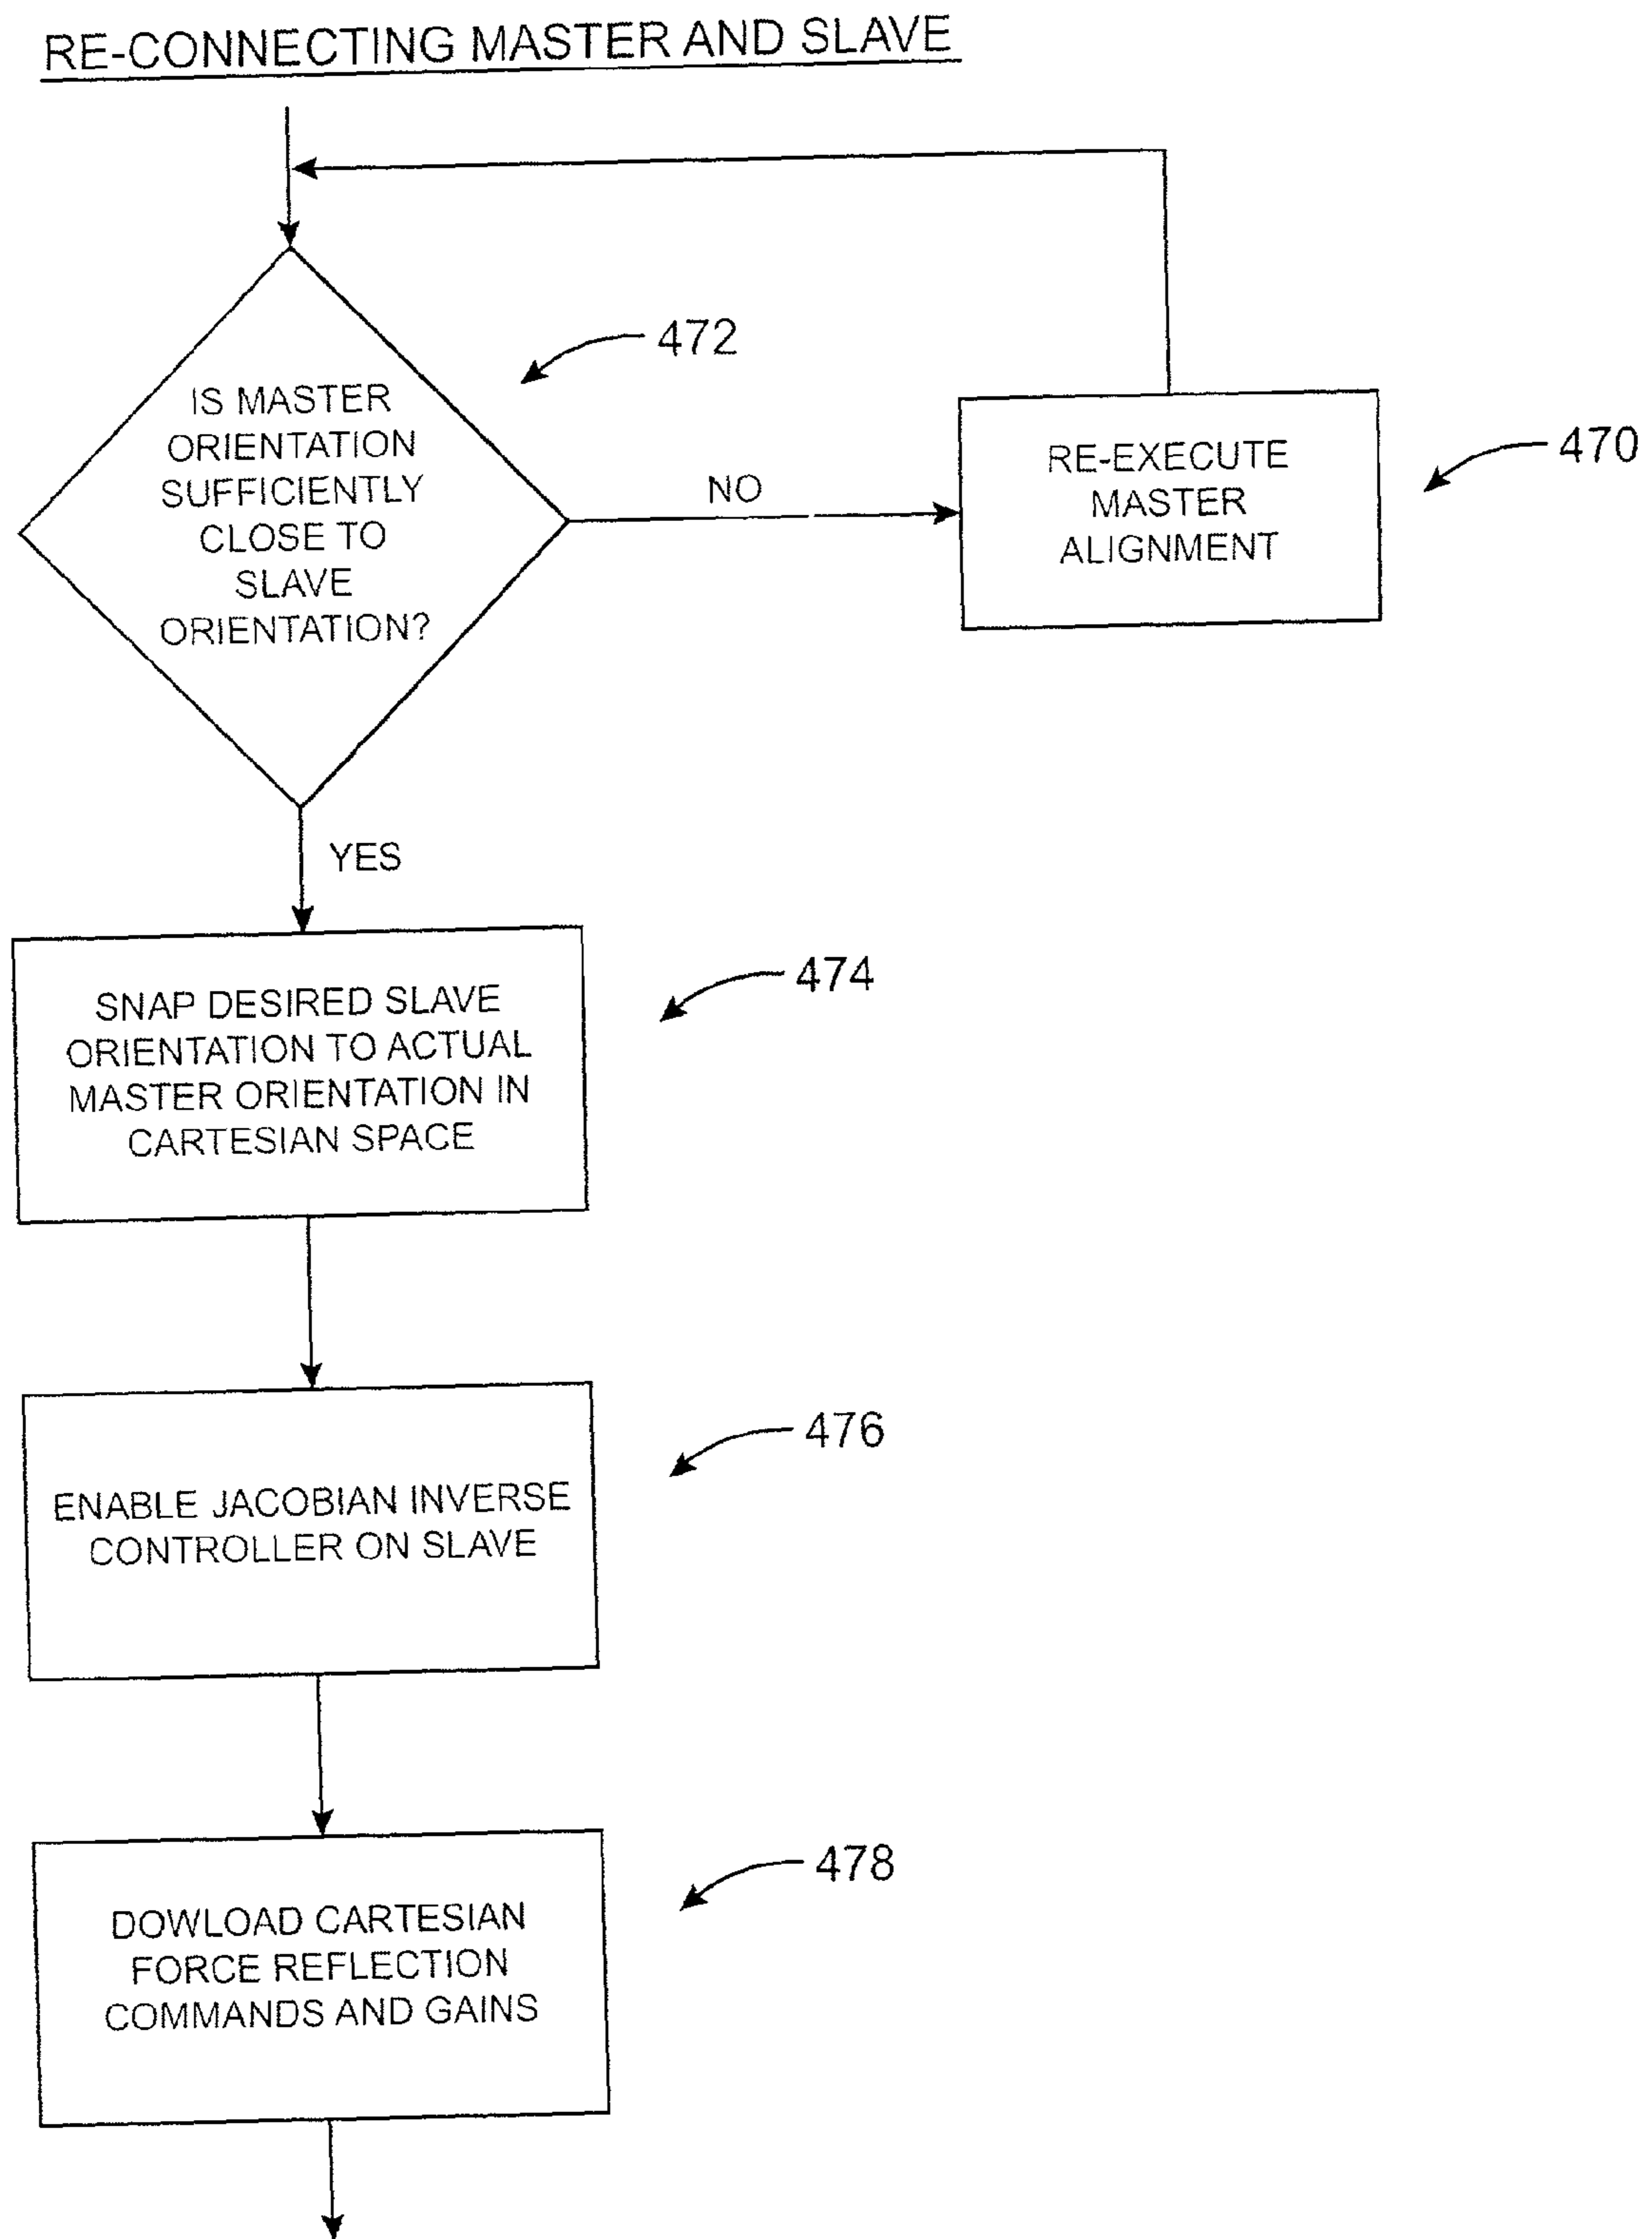 RE-CONNECTING MASTER AND SLAVE
472
IS MASTER
ORIENTATION
SUFFICIENTLY
CLOSE TO
SLAVE
ORIENTATION?
NO
RE-EXECUTE
MASTER
ALIGNMENT
470
YES
474
SNAP DESIRED SLAVE
ORIENTATION TO ACTUAL
MASTER ORIENTATION IN
CARTESIAN SPACE
476
ENABLE JACOBIAN INVERSE
CONTROLLER ON SLAVE
478
DOWLOAD CARTESIAN
FORCE REFLECTION
COMMANDS AND GAINS